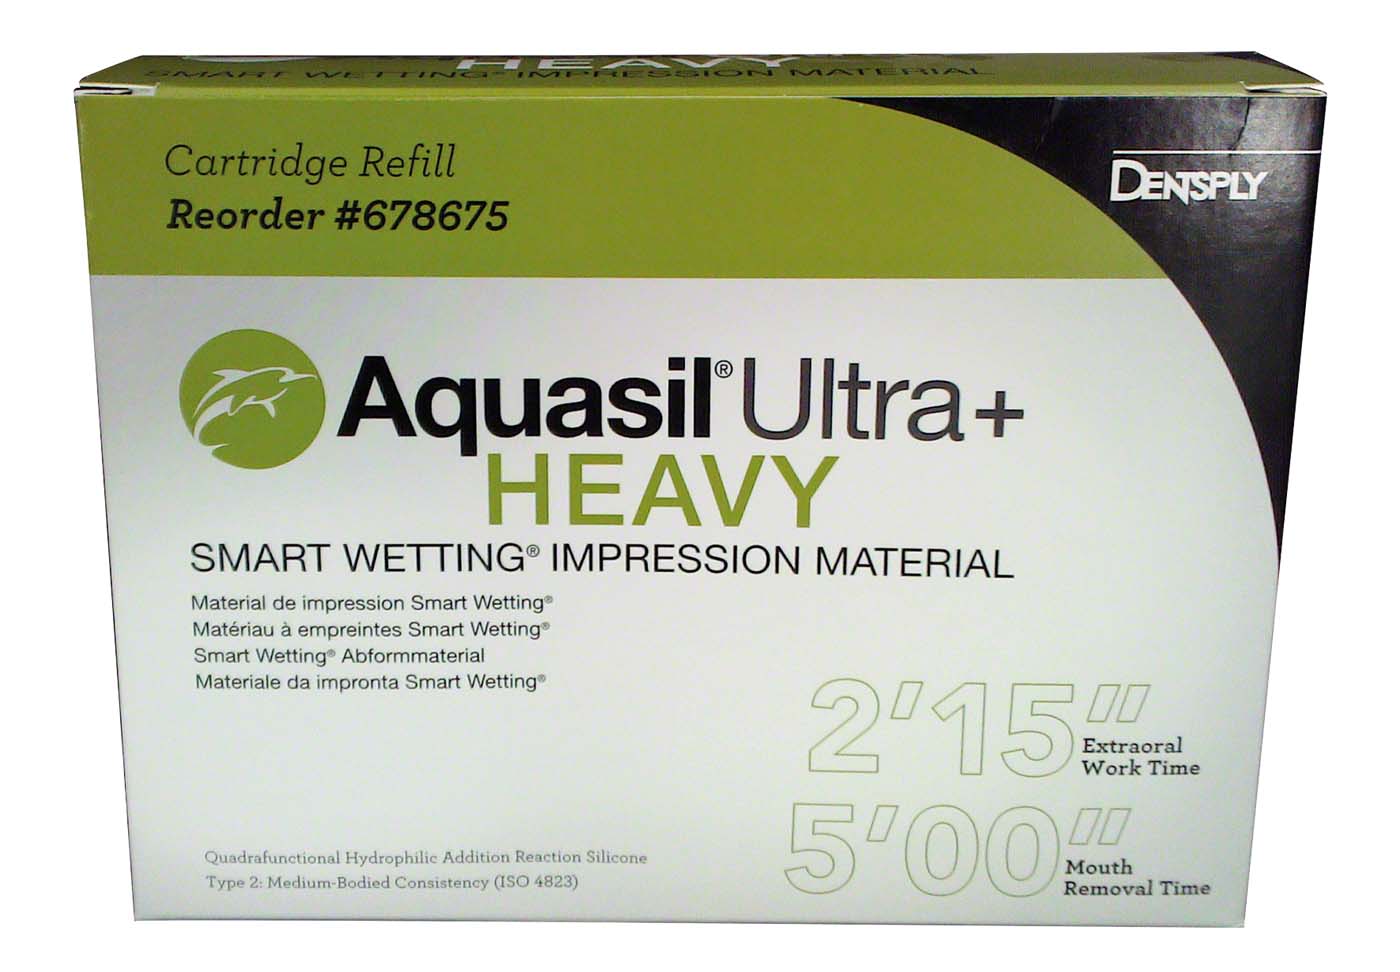 HEAVY
SMART WETTING® IMPRESSION MATERIAL
Cartridge Refill
Reorder #678675
DENTSPLY
Aquasil® Ultra+
HEAVY
SMART WETTING® IMPRESSION MATERIAL
Material de impression Smart Wetting®
Matériau à empreintes Smart Wetting®
Smart Wetting® Abformmaterial
Materiale da impronta Smart Wetting®
2'15"
Extraoral
Work Time
5'00"
Mouth
Removal Time
Quadrafunctional Hydrophilic Addition Reaction Silicone
Type 2: Medium-Bodied Consistency (ISO 4823)